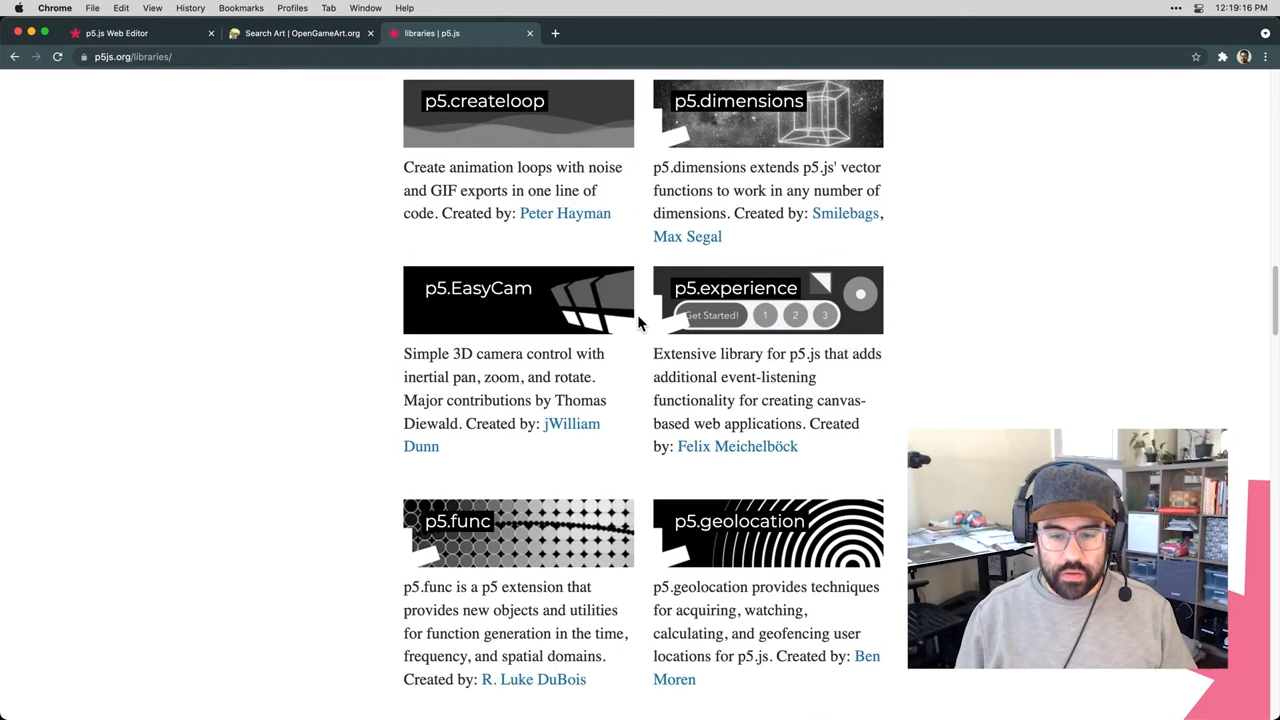 Chrome File Edit View History Bookmarks Profiles Tab Window Help 12:19:16 PM
p5.js Web Editor Search Art | OpenGameArt.org libraries | p5.js
p5js.org/libraries/
p5.createloop
Create animation loops with noise
and GIF exports in one line of
code. Created by: Peter Hayman
p5.dimensions
p5.dimensions extends p5.js' vector
functions to work in any number of
dimensions. Created by: Smilebags,
Max Segal
p5.EasyCam
Simple 3D camera control with
inertial pan, zoom, and rotate.
Major contributions by Thomas
Diewald. Created by: jWilliam
Dunn
p5.experience
Get Started! 1 2 3
Extensive library for p5.js that adds
additional event-listening
functionality for creating canvas-
based web applications. Created
by: Felix Meichelböck
p5.func
p5.func is a p5 extension that
provides new objects and utilities
for function generation in the time,
frequency, and spatial domains.
Created by: R. Luke DuBois
p5.geolocation
p5.geolocation provides techniques
for acquiring, watching,
calculating, and geofencing user
locations for p5.js. Created by: Ben
Moren